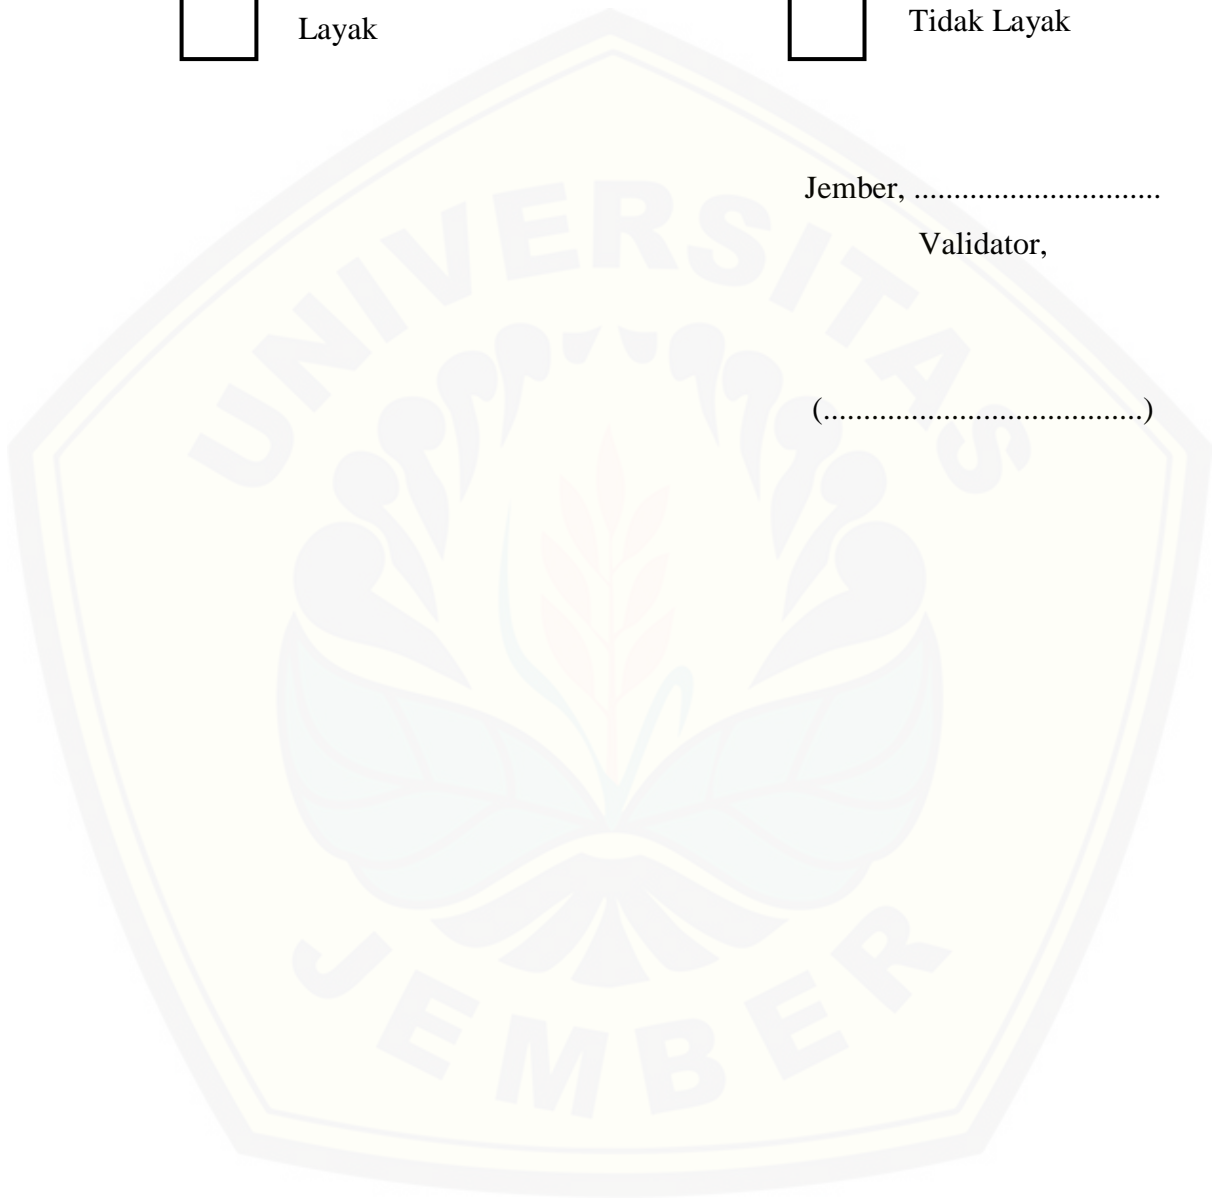 Layak
Tidak Layak
Jember, ...............................
Validator,
(........................................)
UNIVERSITAS
JEMBER